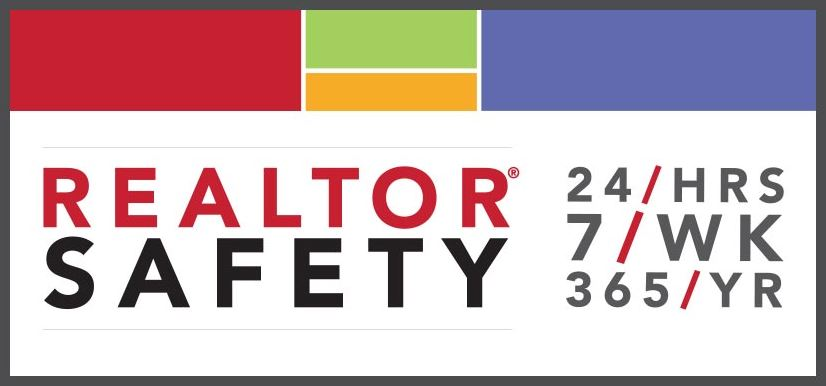 REALTOR®
SAFETY
24/HRS
7/WK
365/YR